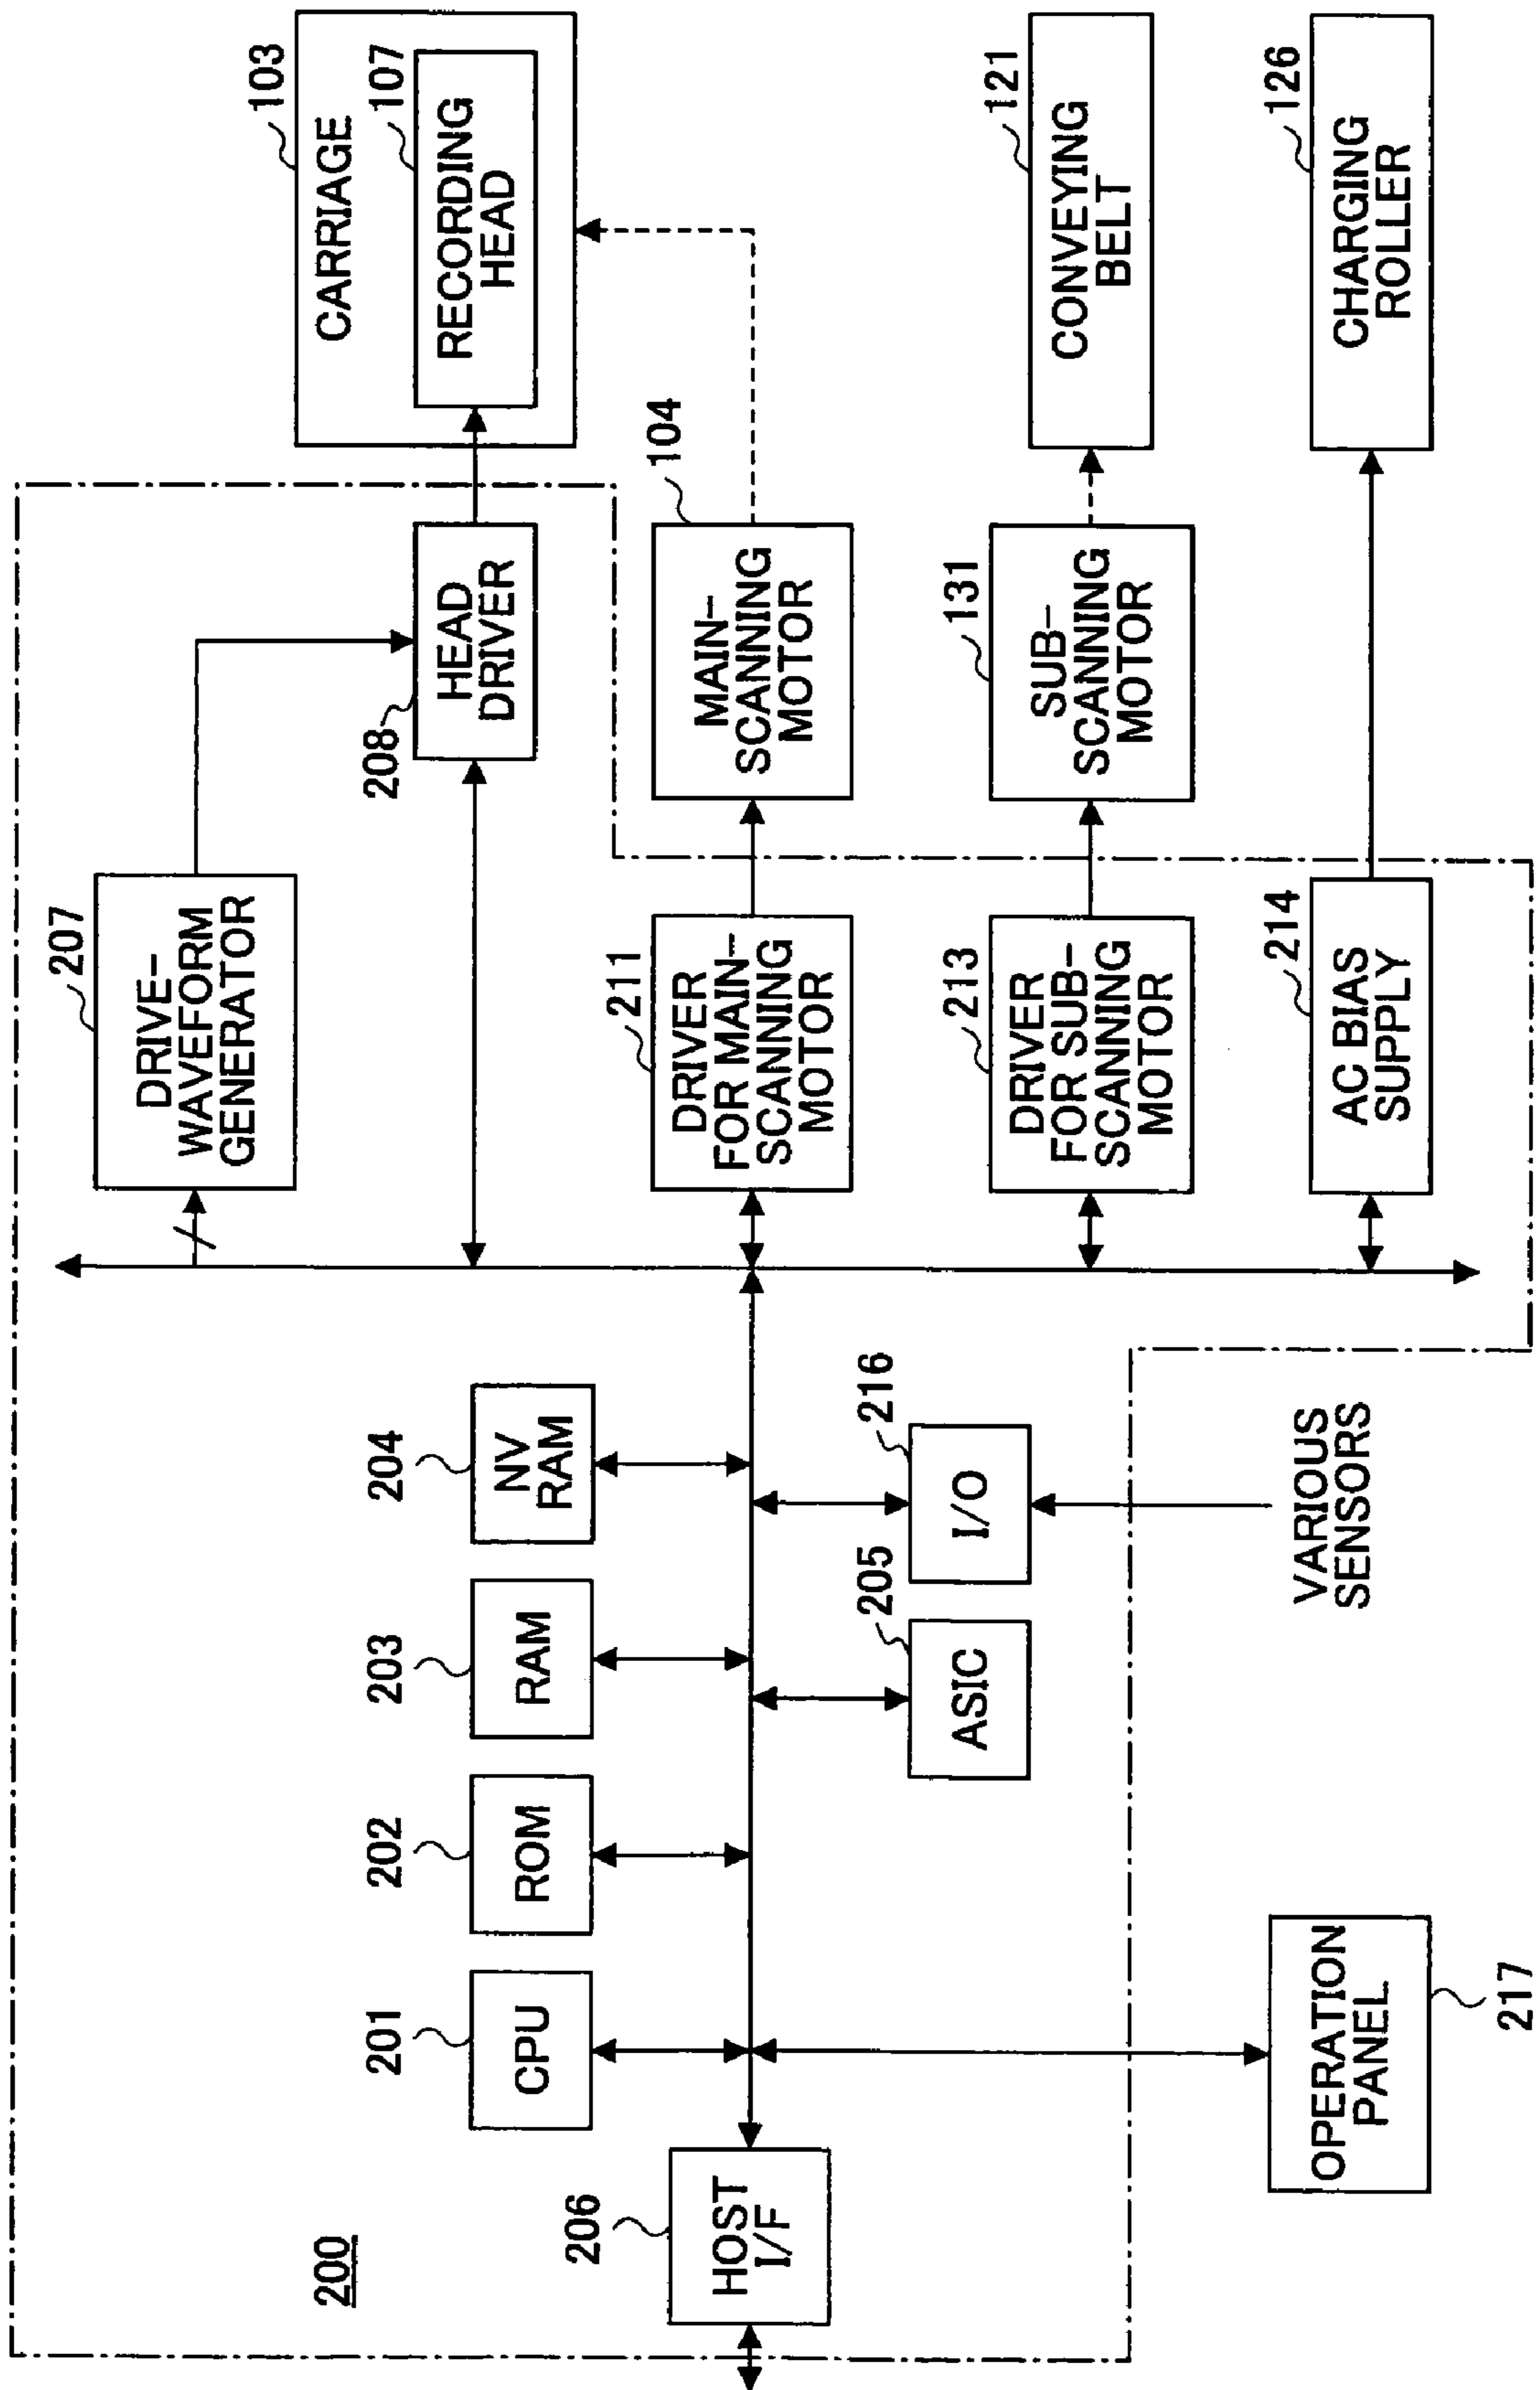 200
206
HOST
I/F
201
CPU
202
ROM
203
RAM
204
NV
RAM
205
ASIC
216
I/O
VARIOUS
SENSORS
OPERATION
PANEL
217
207
DRIVE-
WAVEFORM
GENERATOR
208
HEAD
DRIVER
103
CARRIAGE
107
RECORDING
HEAD
211
DRIVER
FOR MAIN-
SCANNING
MOTOR
104
MAIN-
SCANNING
MOTOR
213
DRIVER
FOR SUB-
SCANNING
MOTOR
131
SUB-
SCANNING
MOTOR
121
CONVEYING
BELT
214
AC BIAS
SUPPLY
126
CHARGING
ROLLER